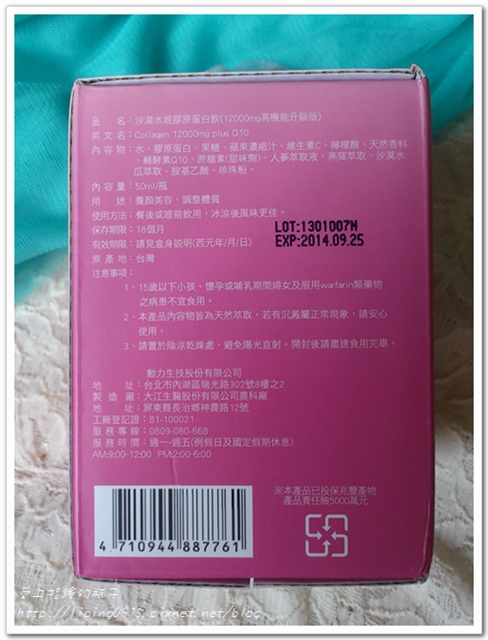 品　名：沙漠水姬膠原蛋白飲(12000mg高機能升級版)
英文名：Collagen 12000mg plus Q10
內容物：水、膠原蛋白、果糖、蘋果濃縮汁、維生素C、檸檬酸、天然香料
、輔酵素Q10、蔗糖素(甜味劑)、人蔘萃取液、燕窩萃取、沙漠水
瓜萃取、胺基乙酸、珍珠粉。
內容量：50ml/瓶
用　途：養顏美容、調整體質
使用方法：餐後或睡前飲用，冰涼後風味更佳。
保存期限：18個月
有效期限：請見盒身說明(西元年/月/日)
原產地：台灣
LOT:1301007W
EXP:2014.09.25
注意事項：
1、15歲以下小孩、懷孕或哺乳期間婦女及服用warfarin類藥物
之病患不宜食用。
2、本產品內容物皆為天然萃取，若有沉澱屬正常現象，請安心
使用。
3、請置於陰涼乾燥處，避免陽光直射。開封後請盡速食用完畢。
動力生技股份有限公司
地　址：台北市內湖區瑞光路302號8樓之2
製造廠：大江生醫股份有限公司農科廠
地　址：屏東縣長治鄉神農路12號
工廠登記證：81-100021
服務專線：0809-080-668
服務時間：週一-週五(例假日及國定假期休息)
AM:9:00-12:00 PM:2:00-6:00
4 710944 887761
※本產品已投保兆豐產物
產品責任險5000萬元
http://liping0915.pixnet.net/blog